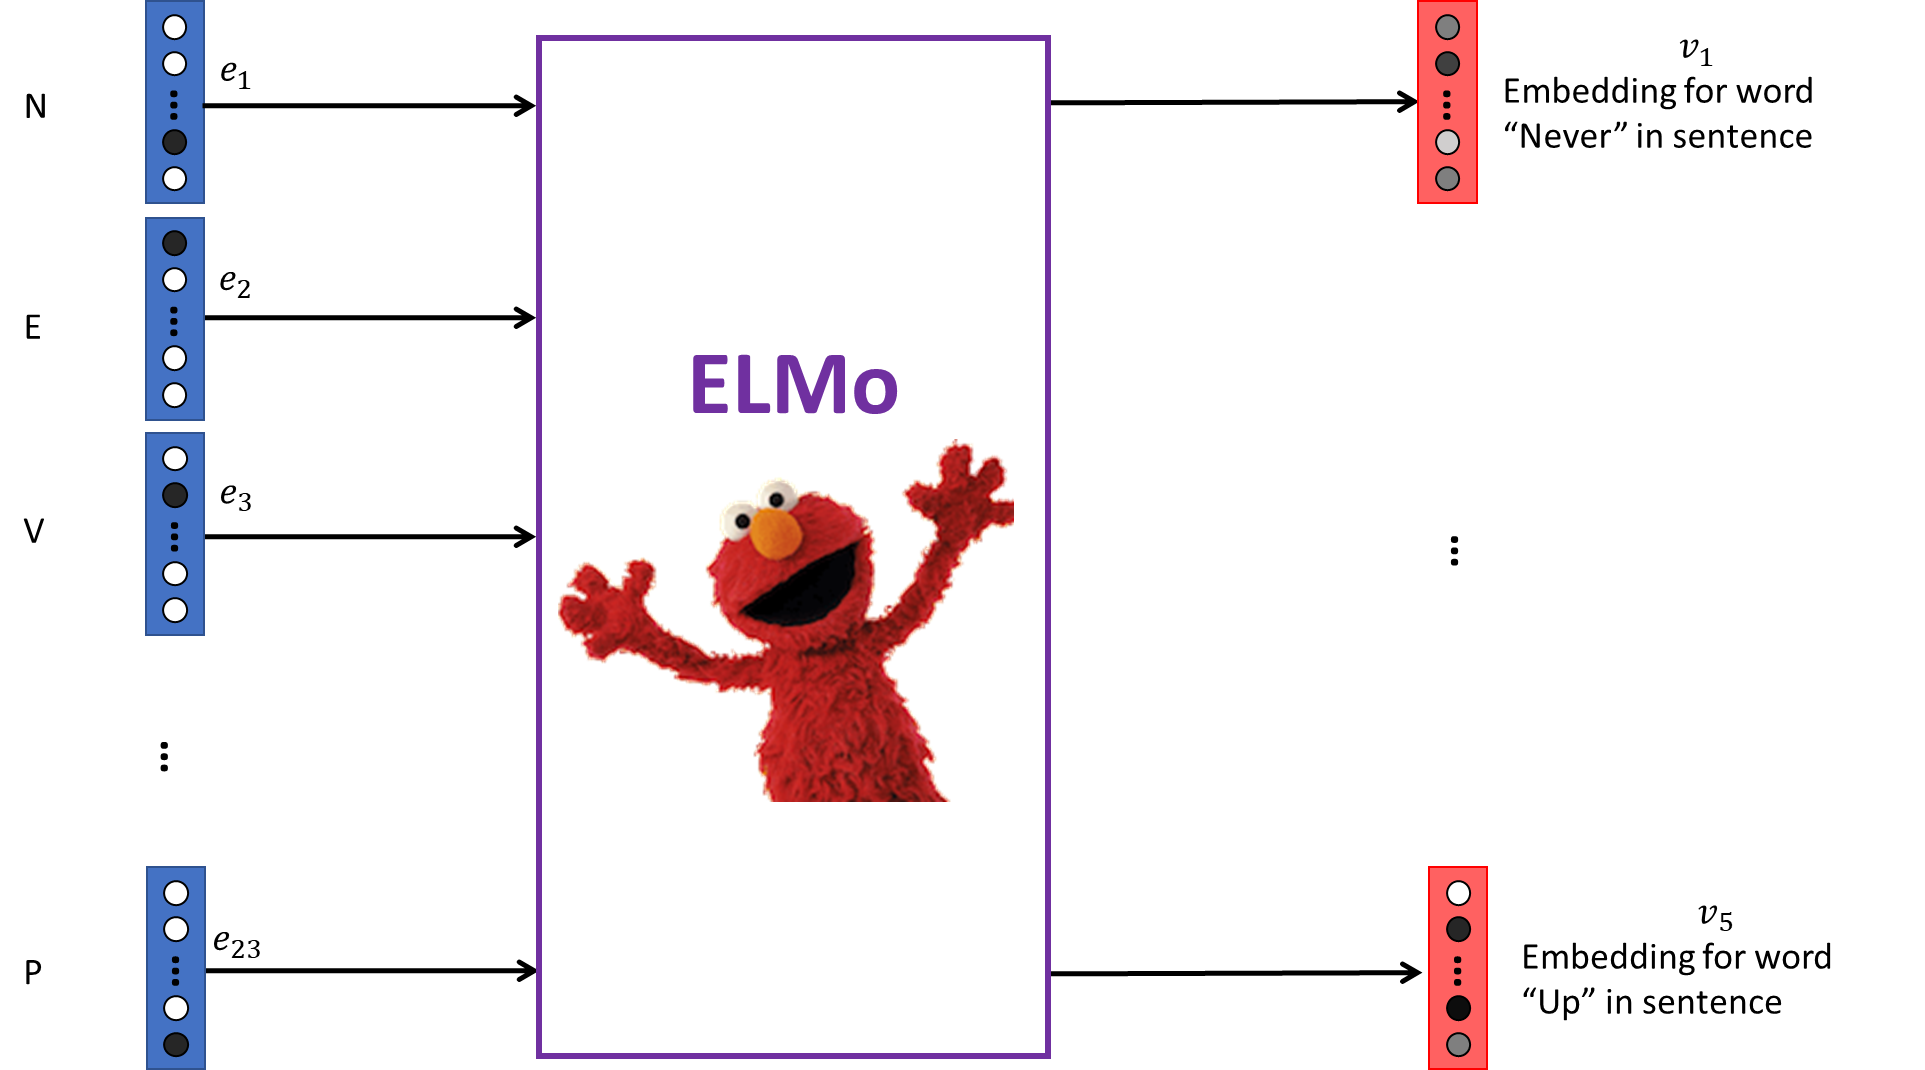 N
e₁
v₁
Embedding for word
“Never” in sentence
E
e₂
ELMo
V
e₃
P
e₂₃
v₅
Embedding for word
“Up” in sentence